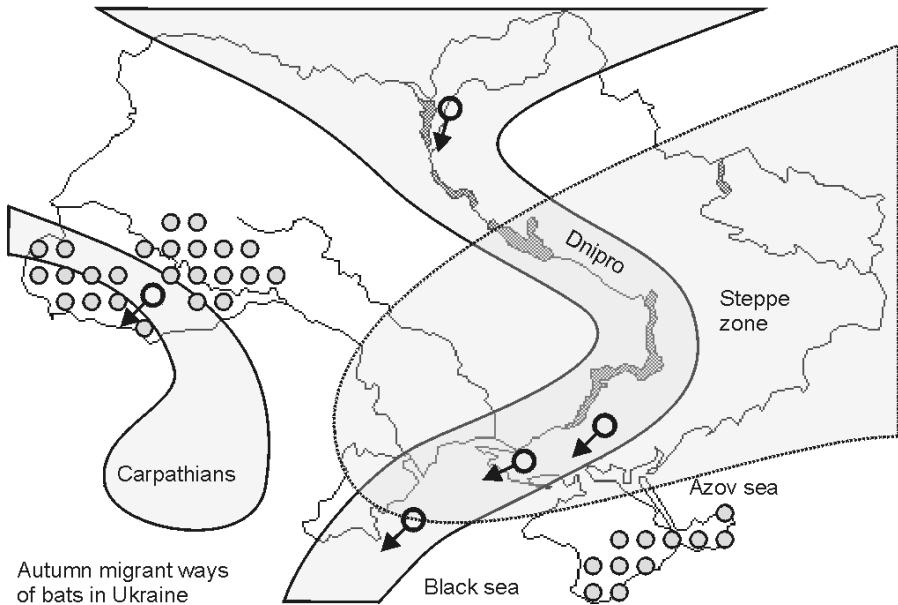 Dnipro
Steppe
zone
Carpathians
Azov sea
Black sea
Autumn migrant ways
of bats in Ukraine